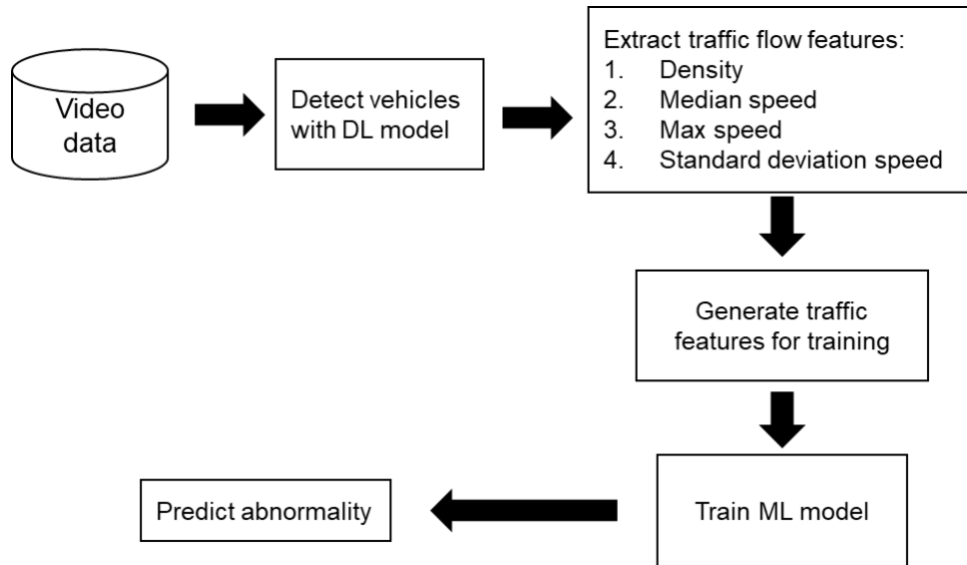 Video
data
Detect vehicles
with DL model
Extract traffic flow features:
1. Density
2. Median speed
3. Max speed
4. Standard deviation speed
Generate traffic
features for training
Train ML model
Predict abnormality